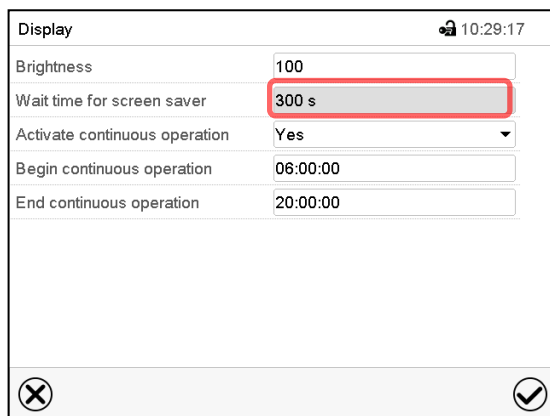 Display 10:29:17
Brightness 100
Wait time for screen saver 300 s
Activate continuous operation Yes
Begin continuous operation 06:00:00
End continuous operation 20:00:00